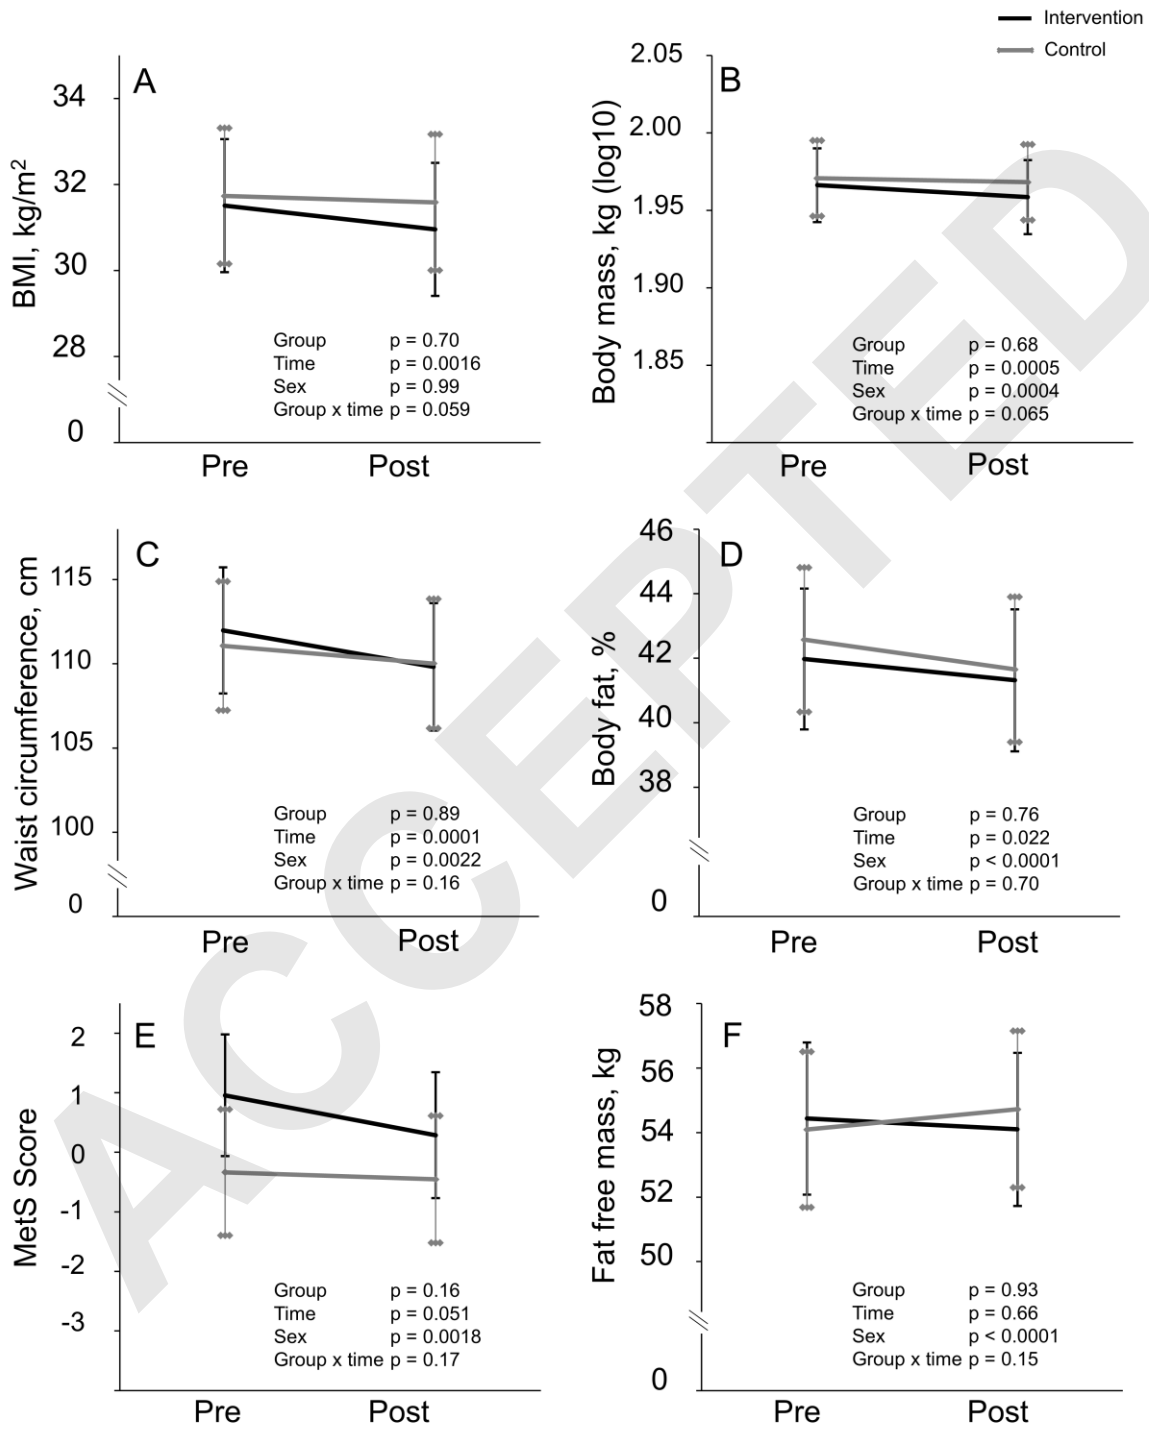 Intervention
Control
A
34
32
30
28
0
BMI, kg/m2
Group p = 0.70
Time p = 0.0016
Sex p = 0.99
Group x time p = 0.059
Pre Post
B
2.05
2.00
1.95
1.90
1.85
Body mass, kg (log10)
Group p = 0.68
Time p = 0.0005
Sex p = 0.0004
Group x time p = 0.065
Pre Post
C
115
110
105
100
0
Waist circumference, cm
Group p = 0.89
Time p = 0.0001
Sex p = 0.0022
Group x time p = 0.16
Pre Post
D
46
44
42
40
38
0
Body fat, %
Group p = 0.76
Time p = 0.022
Sex p < 0.0001
Group x time p = 0.70
Pre Post
E
2
1
0
-1
-2
-3
MetS Score
Group p = 0.16
Time p = 0.051
Sex p = 0.0018
Group x time p = 0.17
Pre Post
F
58
56
54
52
50
0
Fat free mass, kg
Group p = 0.93
Time p = 0.66
Sex p < 0.0001
Group x time p = 0.15
Pre Post
ACCEPTED